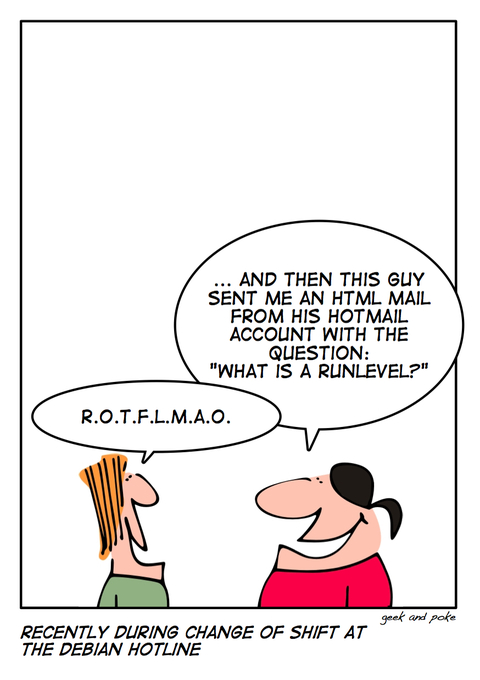 ... AND THEN THIS GUY
SENT ME AN HTML MAIL
FROM HIS HOTMAIL
ACCOUNT WITH THE
QUESTION:
"WHAT IS A RUNLEVEL?"
R.O.T.F.L.M.A.O.
geek and poke
RECENTLY DURING CHANGE OF SHIFT AT
THE DEBIAN HOTLINE